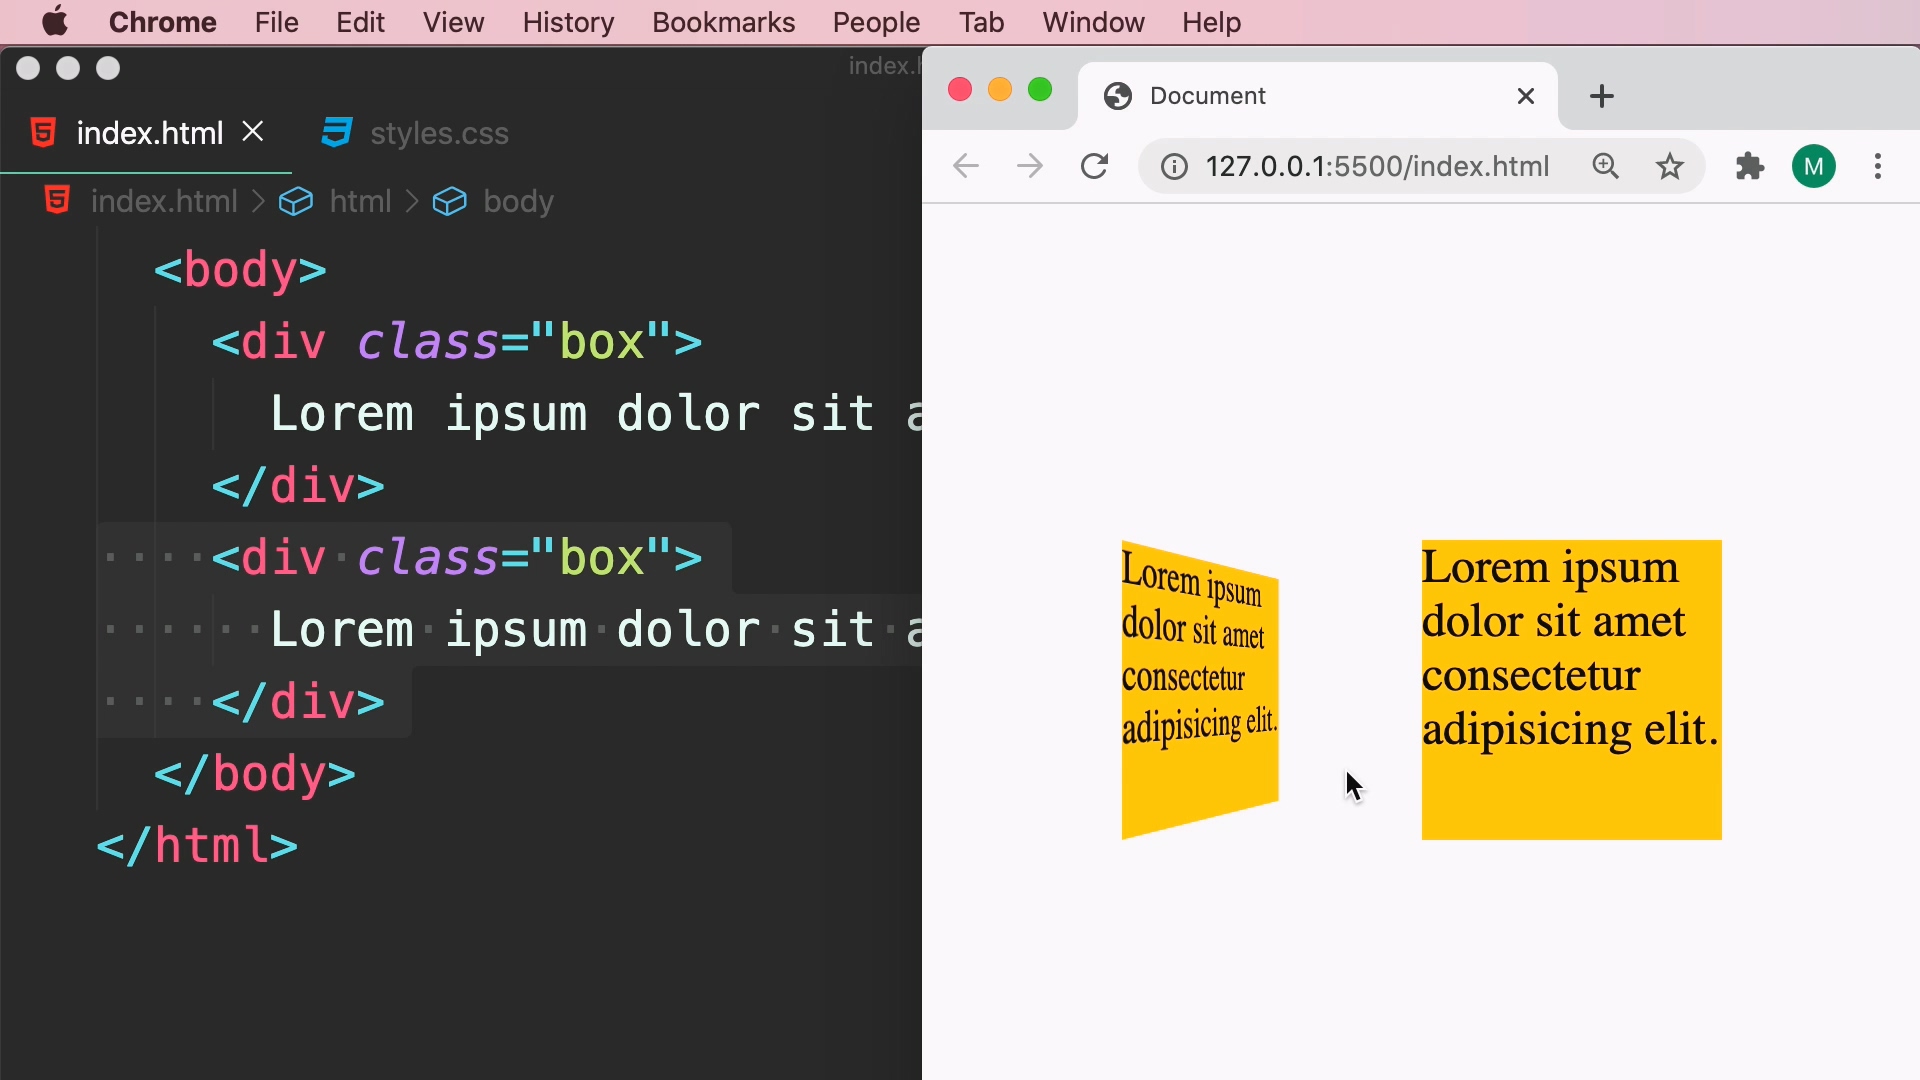 Chrome File Edit View History Bookmarks People Tab Window Help
index.h
index.html styles.css
index.html > html > body
<body>
<div class="box">
Lorem ipsum dolor sit a
</div>
<div class="box">
Lorem ipsum dolor sit a
</div>
</body>
</html>
Document
127.0.0.1:5500/index.html
M
Lorem ipsum
dolor sit amet
consectetur
adipisicing elit.
Lorem ipsum
dolor sit amet
consectetur
adipisicing elit.